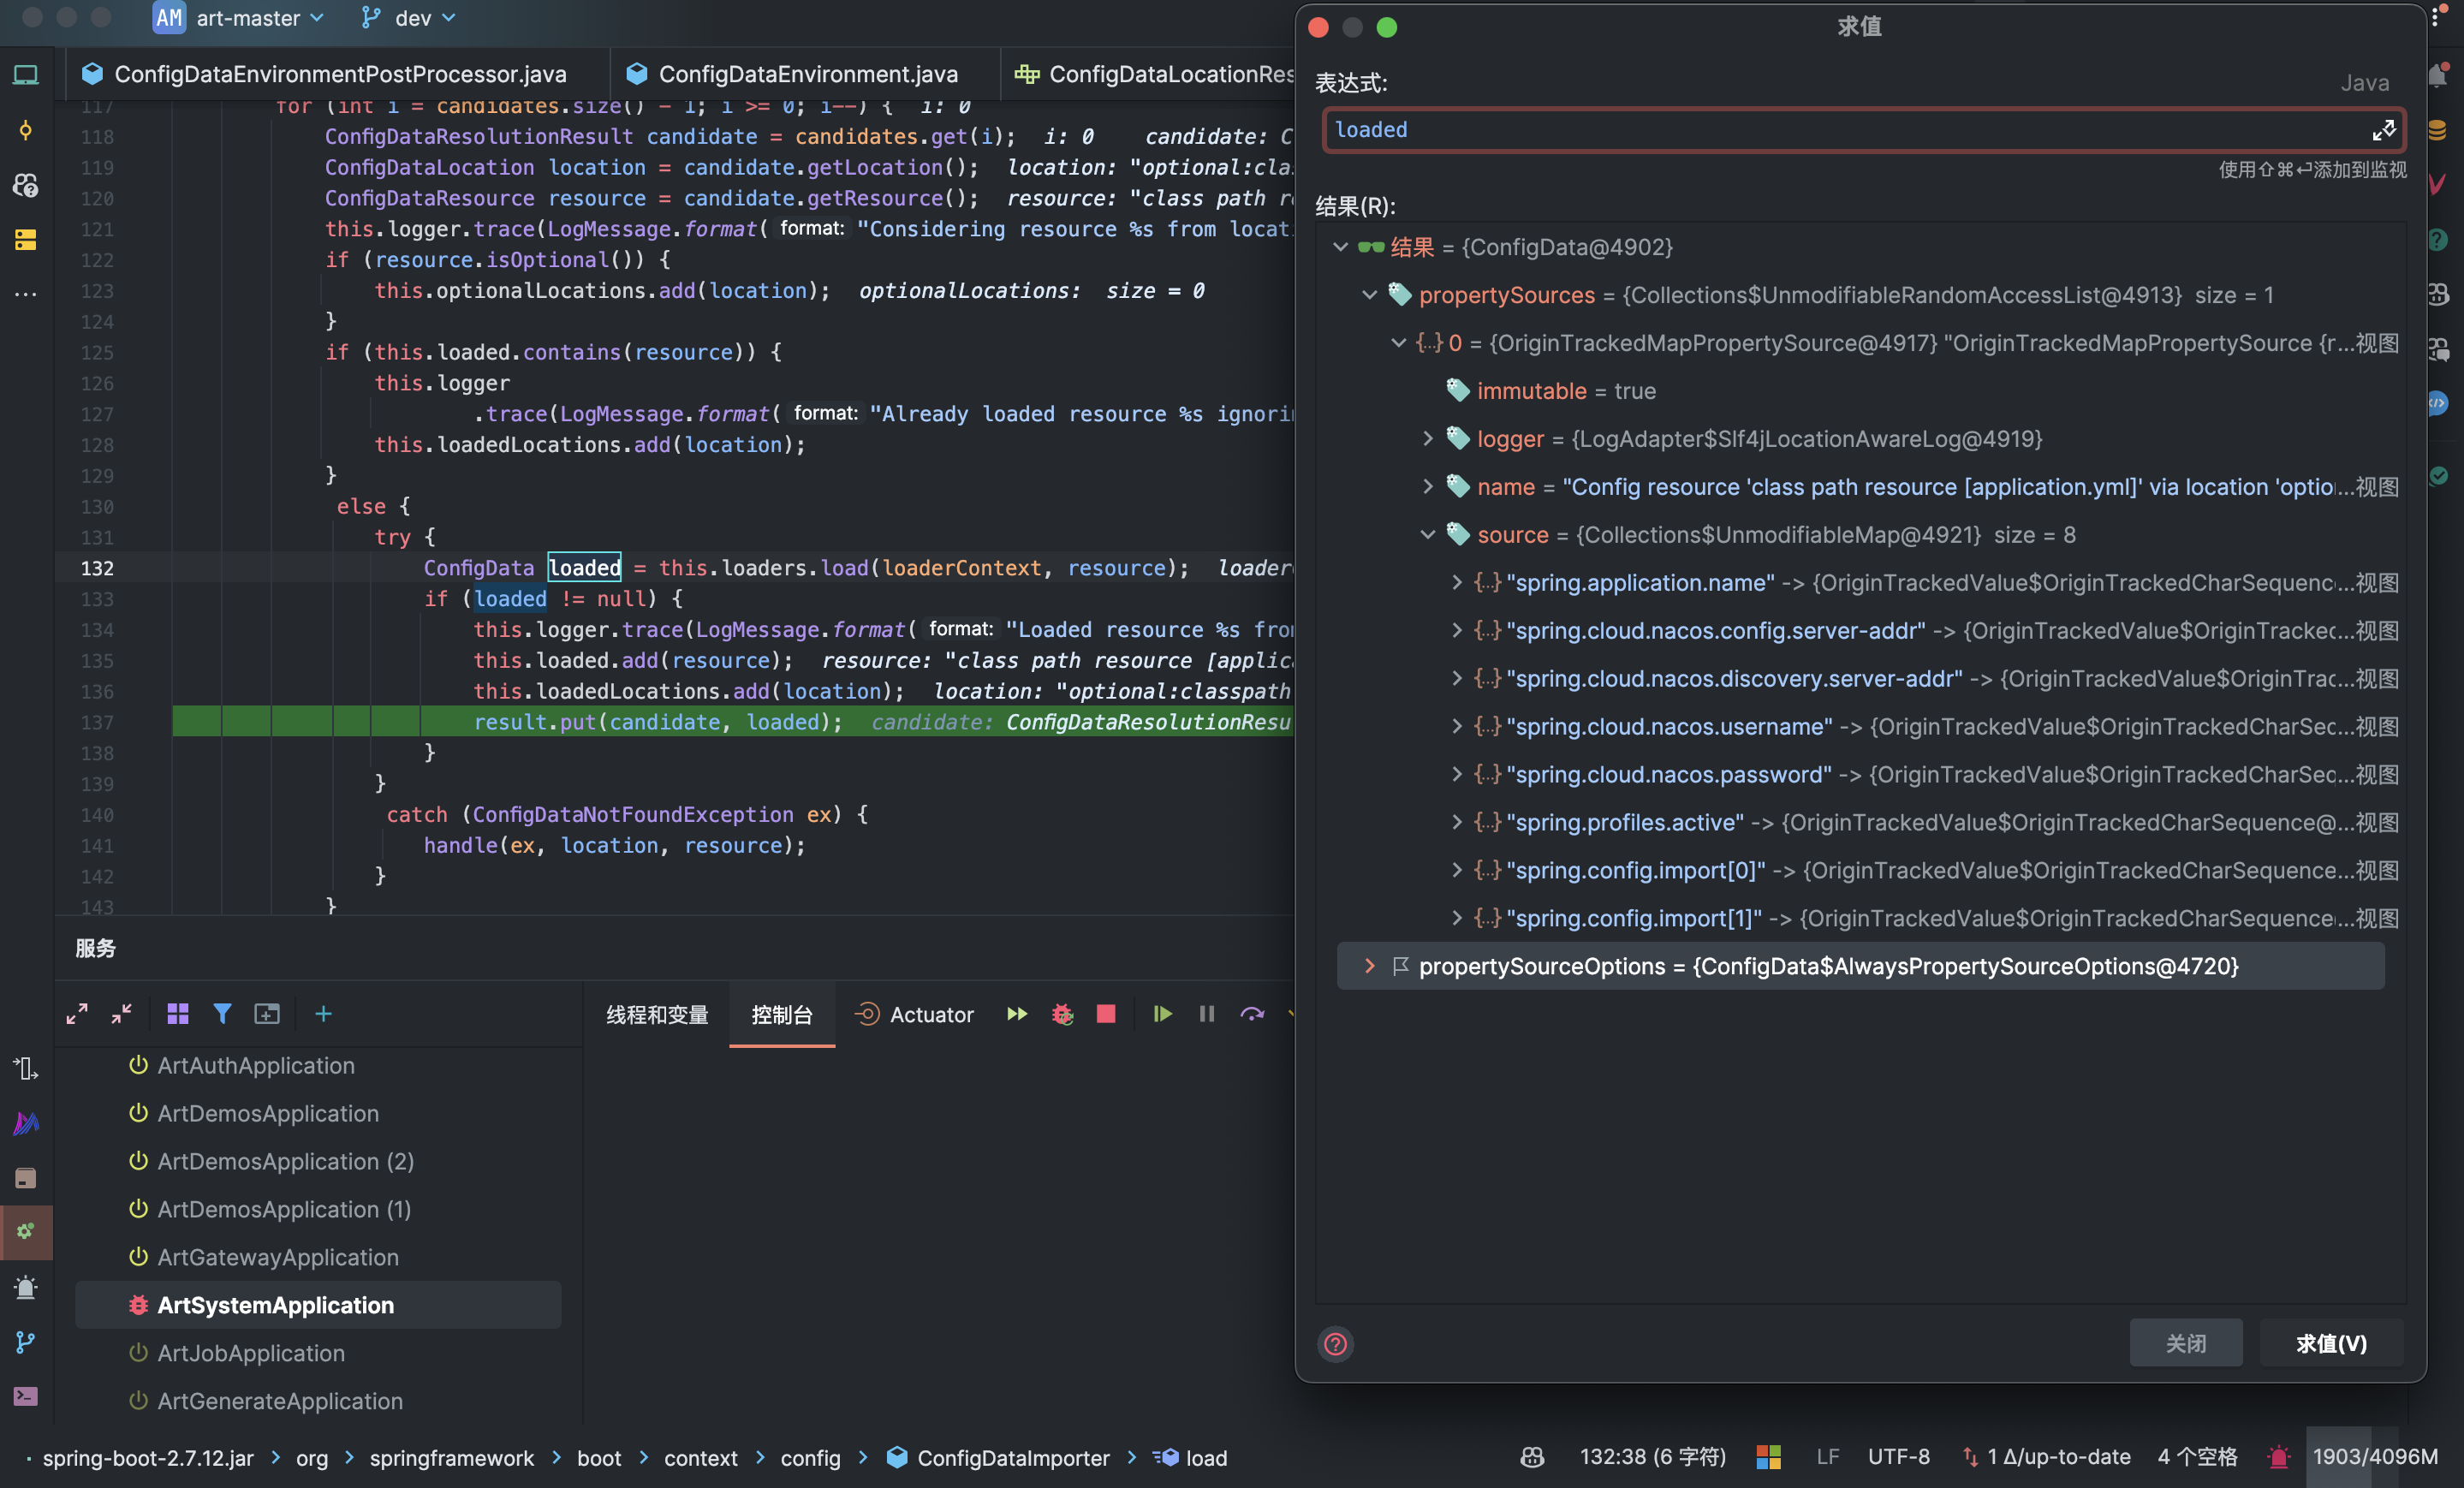 AM art-master dev
ConfigDataEnvironmentPostProcessor.java ConfigDataEnvironment.java ConfigDataLocationRes
117 for (int i = candidates.size() - 1; i >= 0; i--) { i: 0
118 ConfigDataResolutionResult candidate = candidates.get(i); i: 0 candidate: C
119 ConfigDataLocation location = candidate.getLocation(); location: "optional:clas
120 ConfigDataResource resource = candidate.getResource(); resource: "class path r
121 this.logger.trace(LogMessage.format( format: "Considering resource %s from locati
122 if (resource.isOptional()) {
123 this.optionalLocations.add(location); optionalLocations: size = 0
124 }
125 if (this.loaded.contains(resource)) {
126 this.logger
127 .trace(LogMessage.format( format: "Already loaded resource %s ignorin
128 this.loadedLocations.add(location);
129 }
130 else {
131 try {
132 ConfigData loaded = this.loaders.load(loaderContext, resource); loader
133 if (loaded != null) {
134 this.logger.trace(LogMessage.format( format: "Loaded resource %s from
135 this.loaded.add(resource); resource: "class path resource [applica
136 this.loadedLocations.add(location); location: "optional:classpath
137 result.put(candidate, loaded); candidate: ConfigDataResolutionResu
138 }
139 }
140 catch (ConfigDataNotFoundException ex) {
141 handle(ex, location, resource);
142 }
143 }
服务
线程和变量 控制台 Actuator
ArtAuthApplication
ArtDemosApplication
ArtDemosApplication (2)
ArtDemosApplication (1)
ArtGatewayApplication
ArtSystemApplication
ArtJobApplication
ArtGenerateApplication
求值
表达式: Java
loaded
使用⇧⌘⏎添加到监视
结果(R):
结果 = {ConfigData@4902}
propertySources = {Collections$UnmodifiableRandomAccessList@4913} size = 1
{...} 0 = {OriginTrackedMapPropertySource@4917} "OriginTrackedMapPropertySource {r...视图
immutable = true
logger = {LogAdapter$Slf4jLocationAwareLog@4919}
name = "Config resource 'class path resource [application.yml]' via location 'optio...视图
source = {Collections$UnmodifiableMap@4921} size = 8
{...} "spring.application.name" -> {OriginTrackedValue$OriginTrackedCharSequenc...视图
{...} "spring.cloud.nacos.config.server-addr" -> {OriginTrackedValue$OriginTracked...视图
{...} "spring.cloud.nacos.discovery.server-addr" -> {OriginTrackedValue$OriginTrac...视图
{...} "spring.cloud.nacos.username" -> {OriginTrackedValue$OriginTrackedCharSec...视图
{...} "spring.cloud.nacos.password" -> {OriginTrackedValue$OriginTrackedCharSeq...视图
{...} "spring.profiles.active" -> {OriginTrackedValue$OriginTrackedCharSequence@...视图
{...} "spring.config.import[0]" -> {OriginTrackedValue$OriginTrackedCharSequence...视图
{...} "spring.config.import[1]" -> {OriginTrackedValue$OriginTrackedCharSequence...视图
propertySourceOptions = {ConfigData$AlwaysPropertySourceOptions@4720}
关闭 求值(V)
spring-boot-2.7.12.jar > org > springframework > boot > context > config > ConfigDataImporter > load 132:38 (6 字符) LF UTF-8 1 Δ/up-to-date 4 个空格 1903/4096M